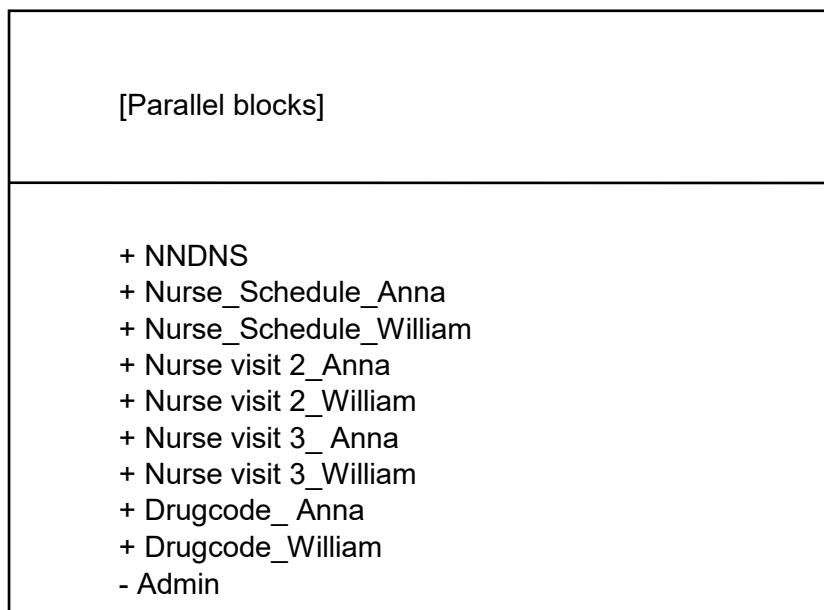 [Parallel blocks]
+ NNDNS
+ Nurse_Schedule_Anna
+ Nurse_Schedule_William
+ Nurse visit 2_Anna
+ Nurse visit 2_William
+ Nurse visit 3_ Anna
+ Nurse visit 3_William
+ Drugcode_ Anna
+ Drugcode_William
- Admin